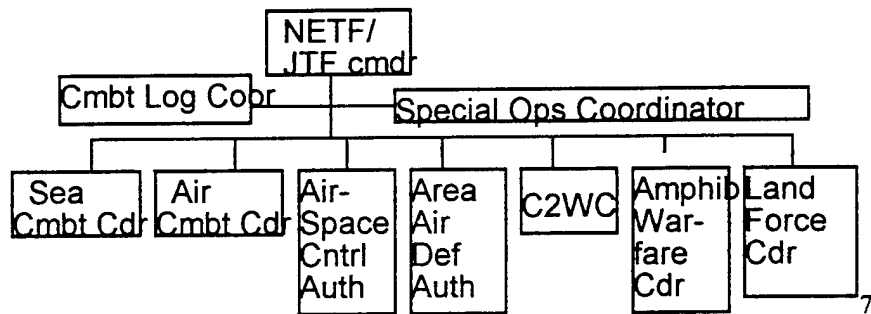 NETF/
JTF cmdr
Cmbt Log Coor
Special Ops Coordinator
Sea
Cmbt Cdr
Air
Cmbt Cdr
Air-
Space
Cntrl
Auth
Area
Air
Def
Auth
C2WC
Amphib
War-
fare
Cdr
Land
Force
Cdr
7